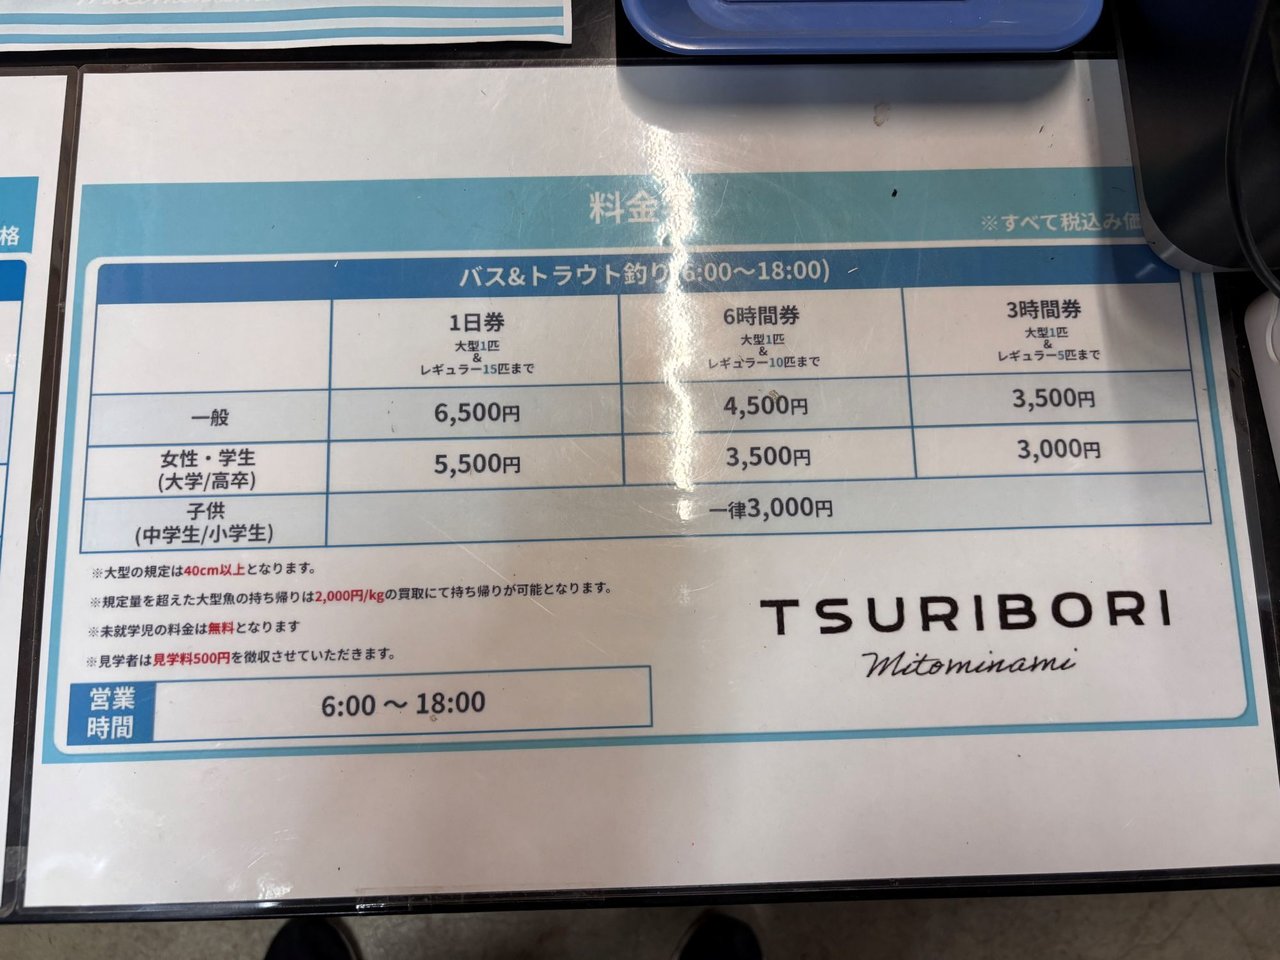 格
料金
※すべて税込み価
バス&トラウト釣り(6:00〜18:00)
1日券
大型1匹
&
レギュラー15匹まで
6時間券
大型1匹
&
レギュラー10匹まで
3時間券
大型1匹
&
レギュラー5匹まで
一般
6,500円
4,500円
3,500円
女性・学生
(大学/高卒)
5,500円
3,500円
3,000円
子供
(中学生/小学生)
一律3,000円
※大型の規定は40cm以上となります。
※規定量を超えた大型魚の持ち帰りは2,000円/kgの買取にて持ち帰りが可能となります。
※未就学児の料金は無料となります
※見学者は見学料500円を徴収させていただきます。
営業
時間
6:00 〜 18:00
TSURIBORI
Mitominami